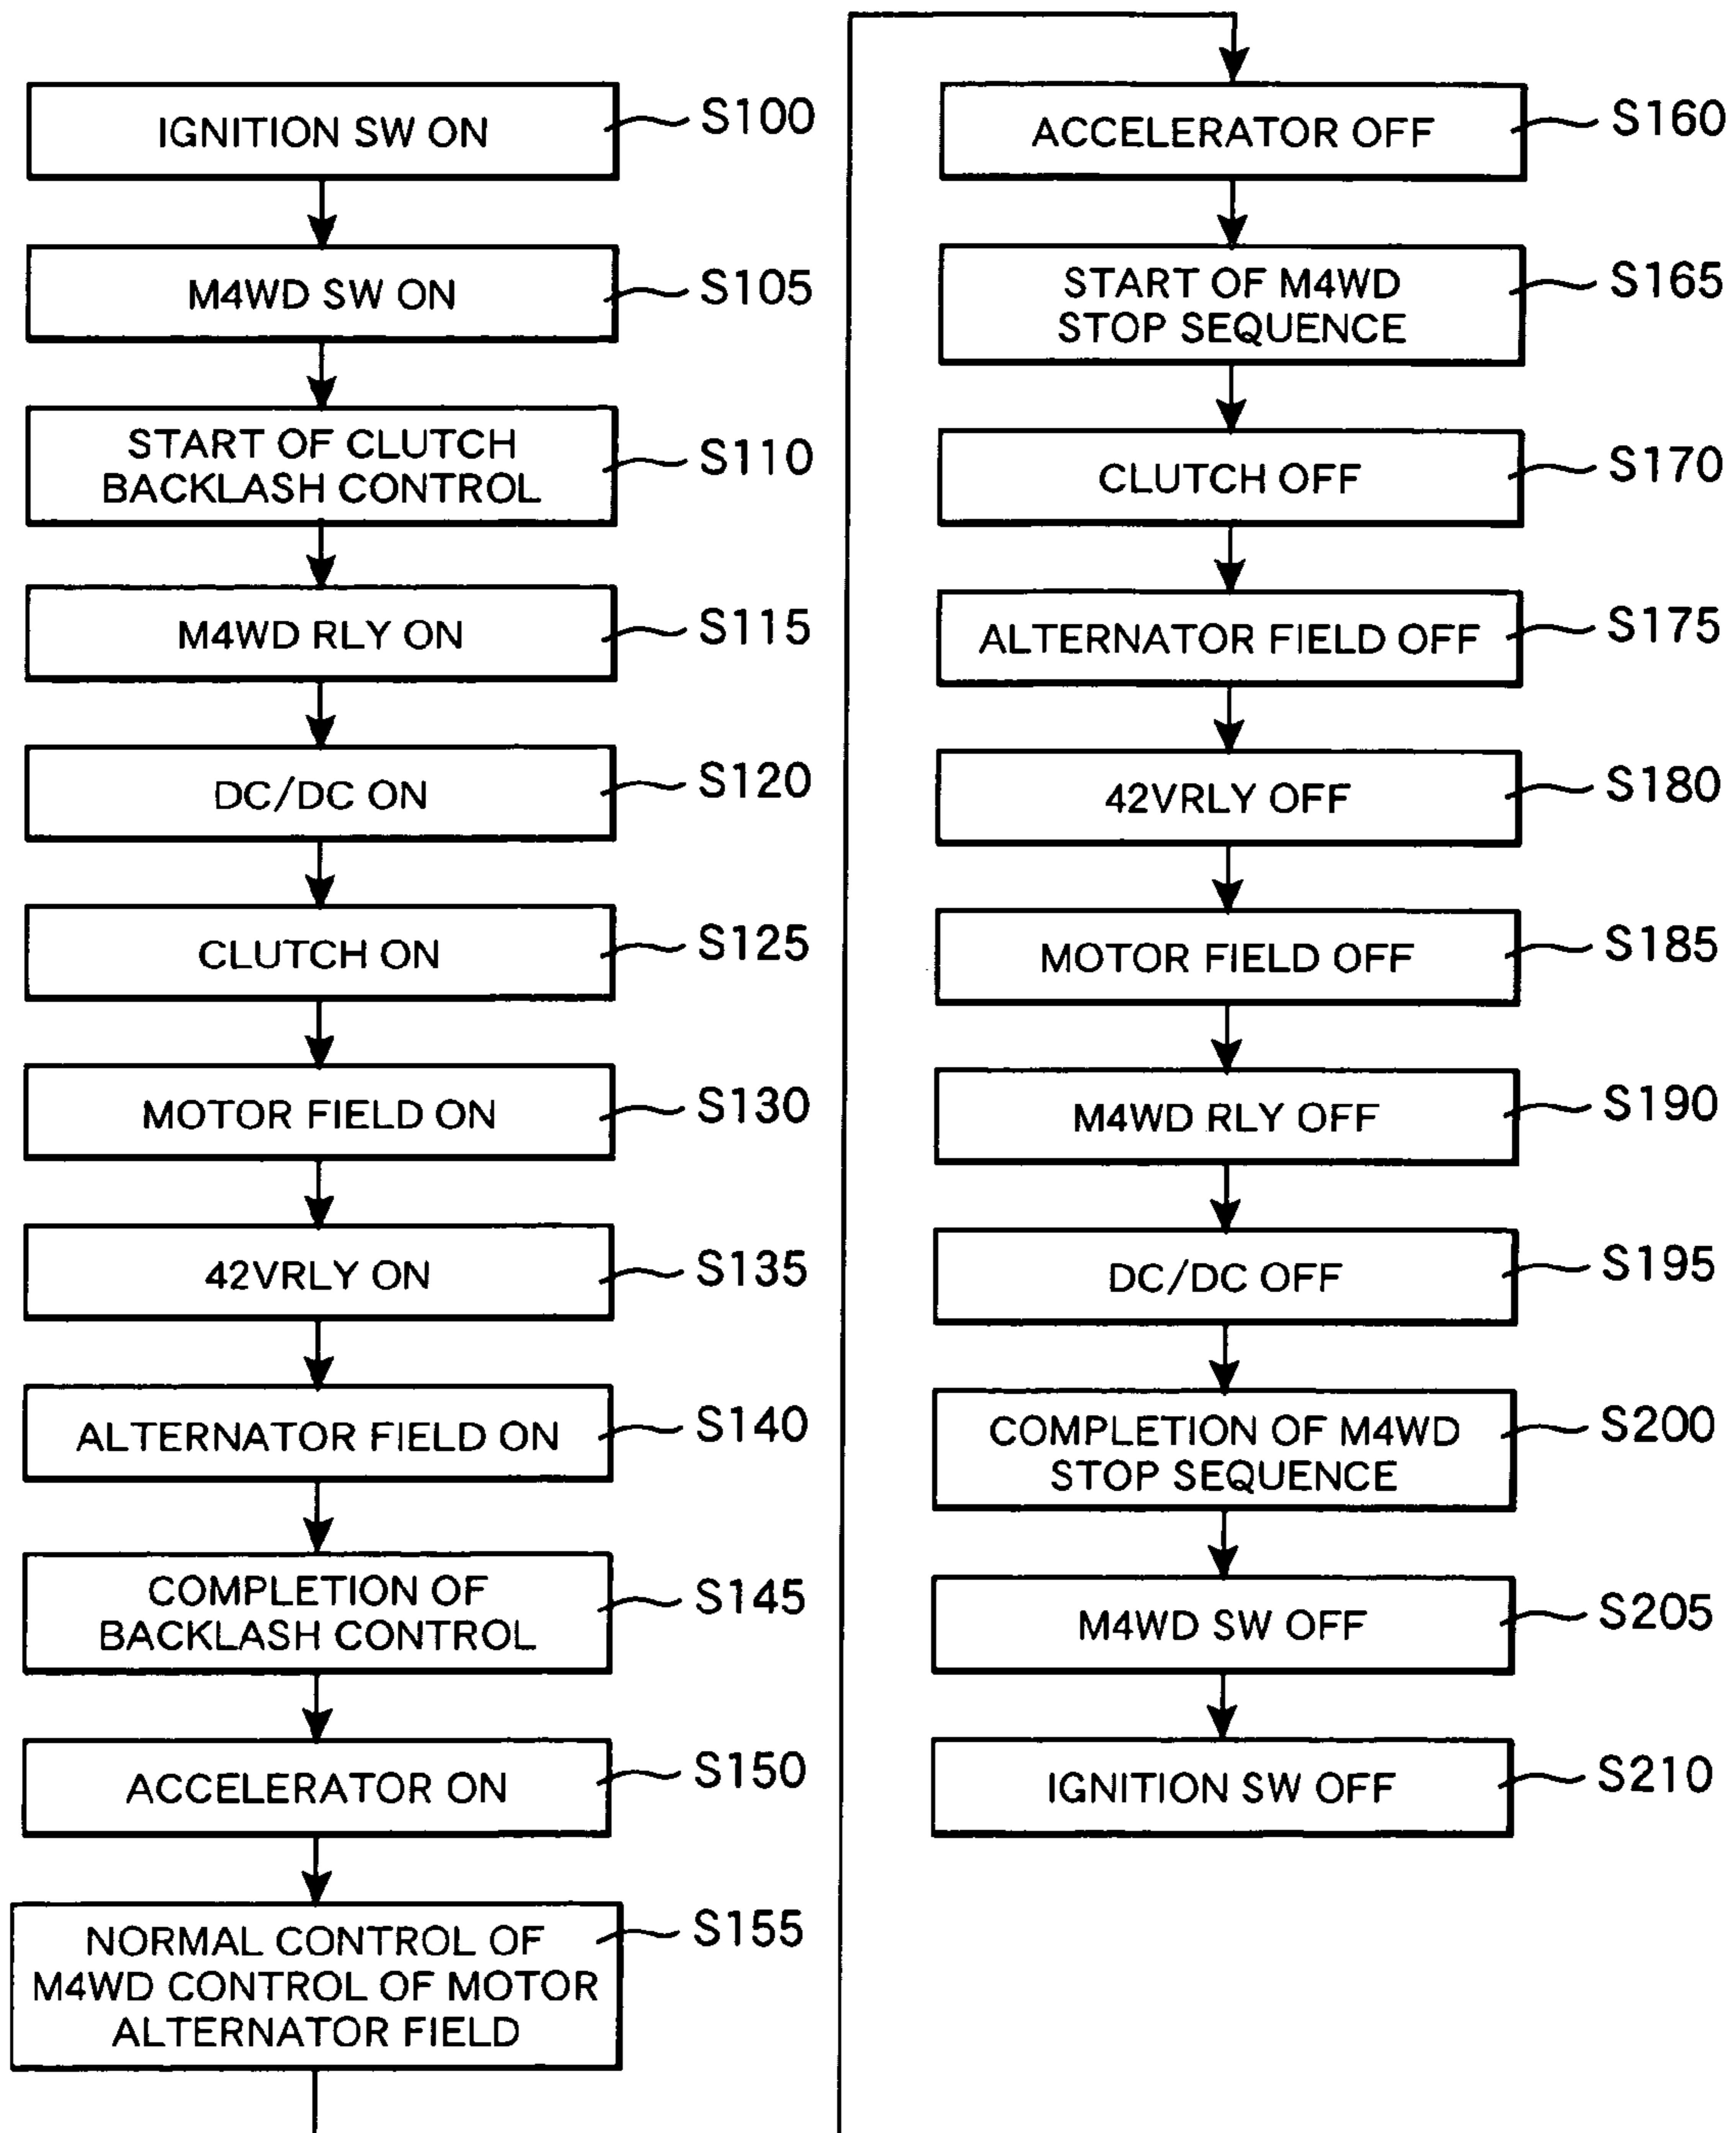 IGNITION SW ON
S100
M4WD SW ON
S105
START OF CLUTCH
BACKLASH CONTROL
S110
M4WD RLY ON
S115
DC/DC ON
S120
CLUTCH ON
S125
MOTOR FIELD ON
S130
42VRLY ON
S135
ALTERNATOR FIELD ON
S140
COMPLETION OF
BACKLASH CONTROL
S145
ACCELERATOR ON
S150
NORMAL CONTROL OF
M4WD CONTROL OF MOTOR
ALTERNATOR FIELD
S155
ACCELERATOR OFF
S160
START OF M4WD
STOP SEQUENCE
S165
CLUTCH OFF
S170
ALTERNATOR FIELD OFF
S175
42VRLY OFF
S180
MOTOR FIELD OFF
S185
M4WD RLY OFF
S190
DC/DC OFF
S195
COMPLETION OF M4WD
STOP SEQUENCE
S200
M4WD SW OFF
S205
IGNITION SW OFF
S210